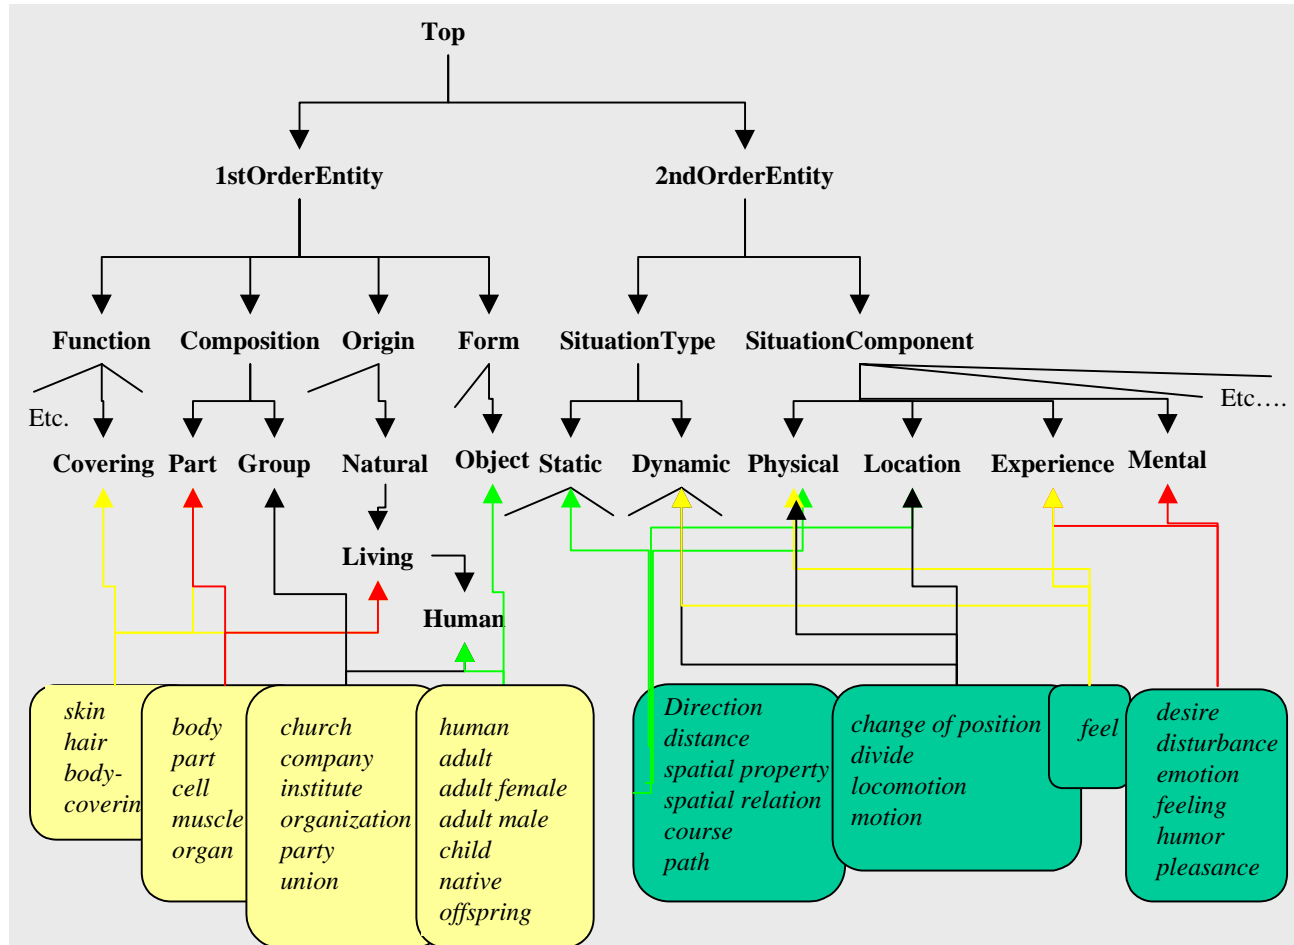 Top
1stOrderEntity
2ndOrderEntity
Function
Composition
Origin
Form
SituationType
SituationComponent
Etc.
Etc….
Covering
Part
Group
Natural
Object
Static
Dynamic
Physical
Location
Experience
Mental
Living
Human
skin
hair
body-
coverin
body
part
cell
muscle
organ
church
company
institute
organization
party
union
human
adult
adult female
adult male
child
native
offspring
Direction
distance
spatial property
spatial relation
course
path
change of position
divide
locomotion
motion
feel
desire
disturbance
emotion
feeling
humor
pleasance